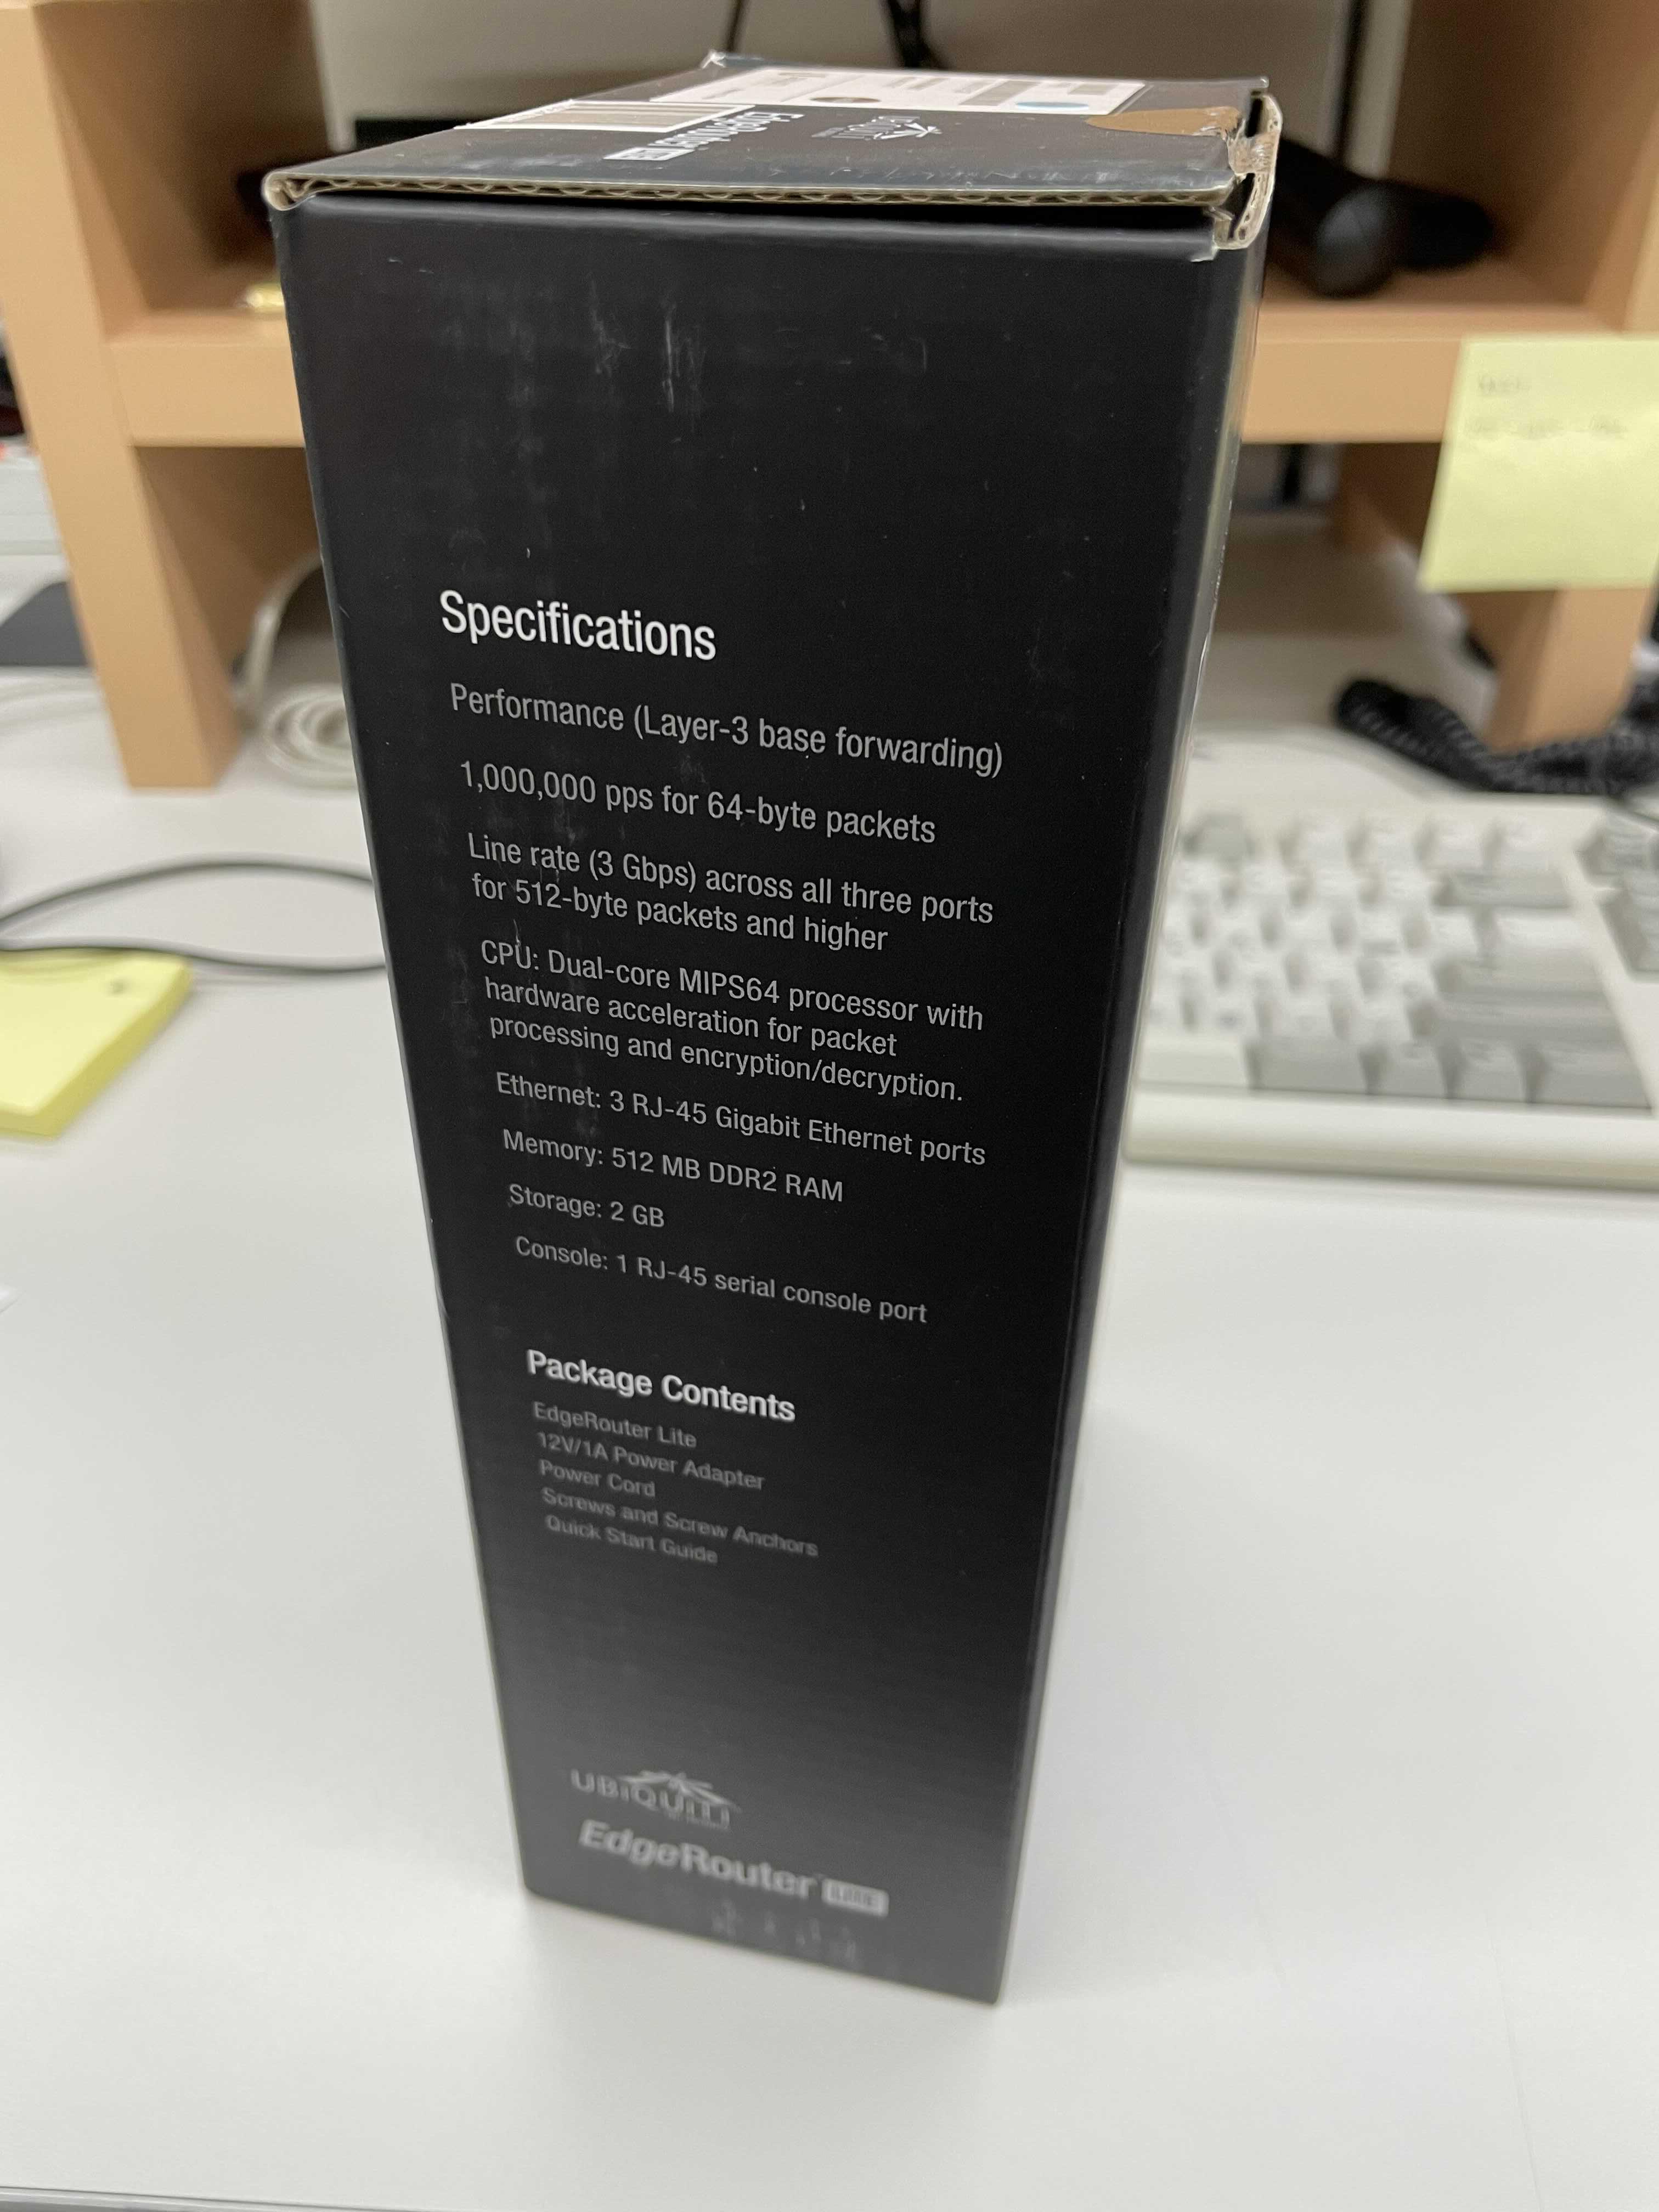 EdgeRouter
Specifications
Performance (Layer-3 base forwarding)
1,000,000 pps for 64-byte packets
Line rate (3 Gbps) across all three ports
for 512-byte packets and higher
CPU: Dual-core MIPS64 processor with
hardware acceleration for packet
processing and encryption/decryption.
Ethernet: 3 RJ-45 Gigabit Ethernet ports
Memory: 512 MB DDR2 RAM
Storage: 2 GB
Console: 1 RJ-45 serial console port
Package Contents
EdgeRouter Lite
12V/1A Power Adapter
Power Cord
Screws and Screw Anchors
Quick Start Guide
UBIQUITI
EdgeRouter™ LITE